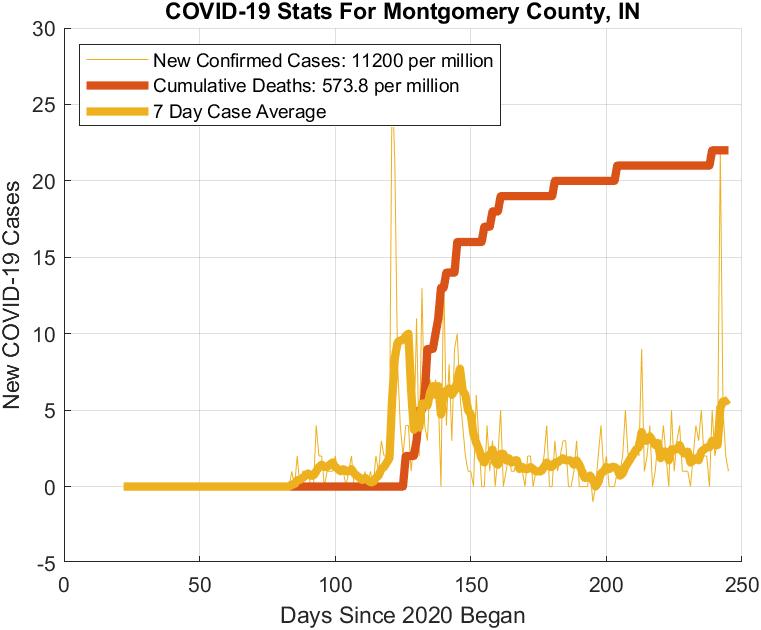 COVID-19 Stats For Montgomery County, IN
30
25
20
15
10
5
0
-5
New COVID-19 Cases
New Confirmed Cases: 11200 per million
Cumulative Deaths: 573.8 per million
7 Day Case Average
0 50 100 150 200 250
Days Since 2020 Began